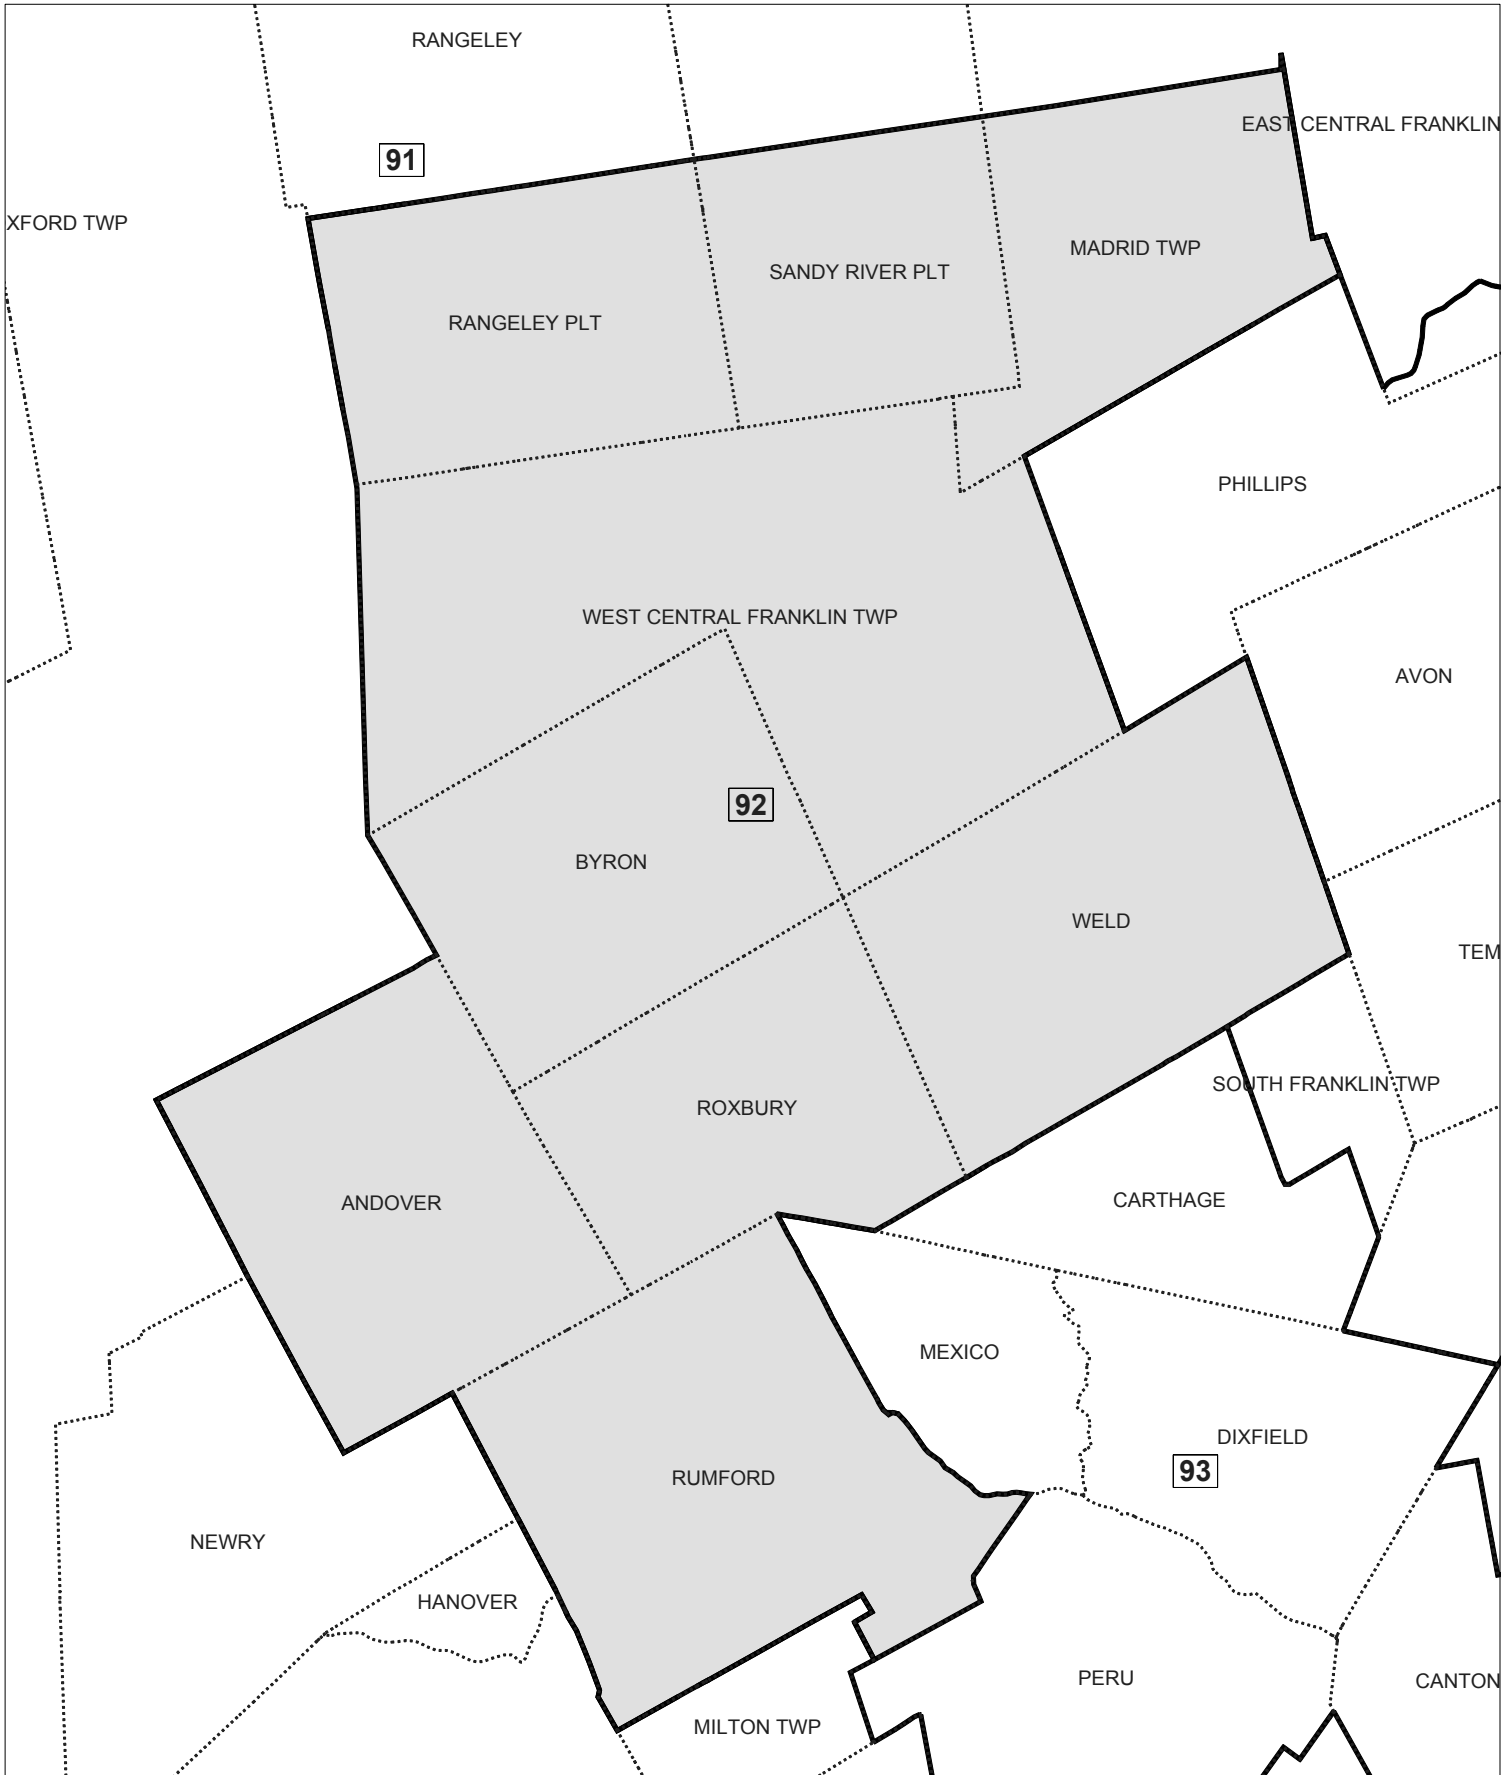 RANGELEY
EAST CENTRAL FRANKLIN
91
XFORD TWP
MADRID TWP
SANDY RIVER PLT
RANGELEY PLT
PHILLIPS
WEST CENTRAL FRANKLIN TWP
AVON
92
BYRON
WELD
TEM
SOUTH FRANKLIN TWP
ROXBURY
CARTHAGE
ANDOVER
MEXICO
DIXFIELD
93
RUMFORD
NEWRY
HANOVER
PERU
CANTON
MILTON TWP